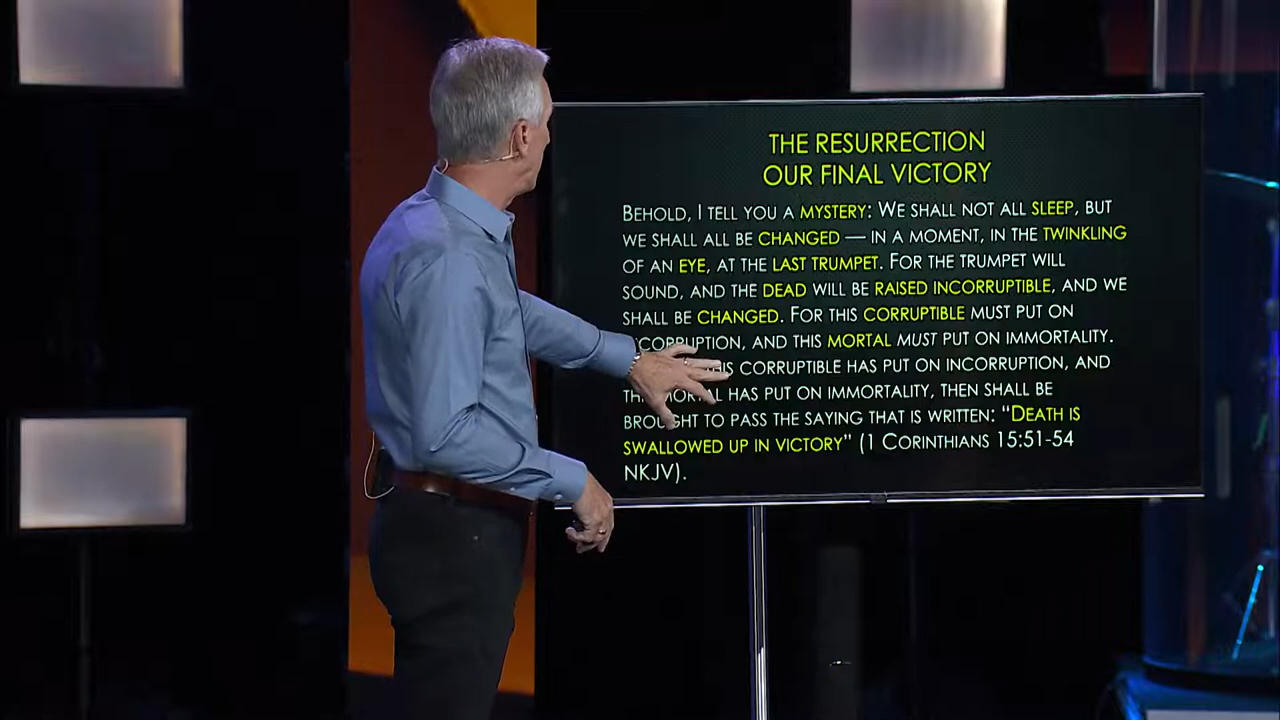 THE RESURRECTION
OUR FINAL VICTORY
BEHOLD, I TELL YOU A MYSTERY: WE SHALL NOT ALL SLEEP, BUT
WE SHALL ALL BE CHANGED — IN A MOMENT, IN THE TWINKLING
OF AN EYE, AT THE LAST TRUMPET. FOR THE TRUMPET WILL
SOUND, AND THE DEAD WILL BE RAISED INCORRUPTIBLE, AND WE
SHALL BE CHANGED. FOR THIS CORRUPTIBLE MUST PUT ON
AND THIS MORTAL MUST PUT ON IMMORTALITY.
CORRUPTIBLE HAS PUT ON INCORRUPTION, AND
HAS PUT ON IMMORTALITY, THEN SHALL BE
BROUGHT TO PASS THE SAYING THAT IS WRITTEN: “DEATH IS
SWALLOWED UP IN VICTORY” (1 CORINTHIANS 15:51-54
NKJV).